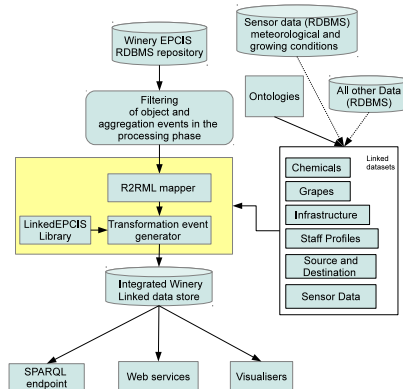 Winery EPCIS
RDBMS repository
Sensor data (RDBMS)
meteorological and
growing conditions
All other Data
(RDBMS)
Ontologies
Filtering
of object and
aggregation events in the
processing phase
Linked
datasets
Chemicals
Grapes
Infrastructure
Staff Profiles
Source and
Destination
Sensor Data
R2RML mapper
LinkedEPCIS
Library
Transformation event
generator
Integrated Winery
Linked data store
SPARQL
endpoint
Web services
Visualisers